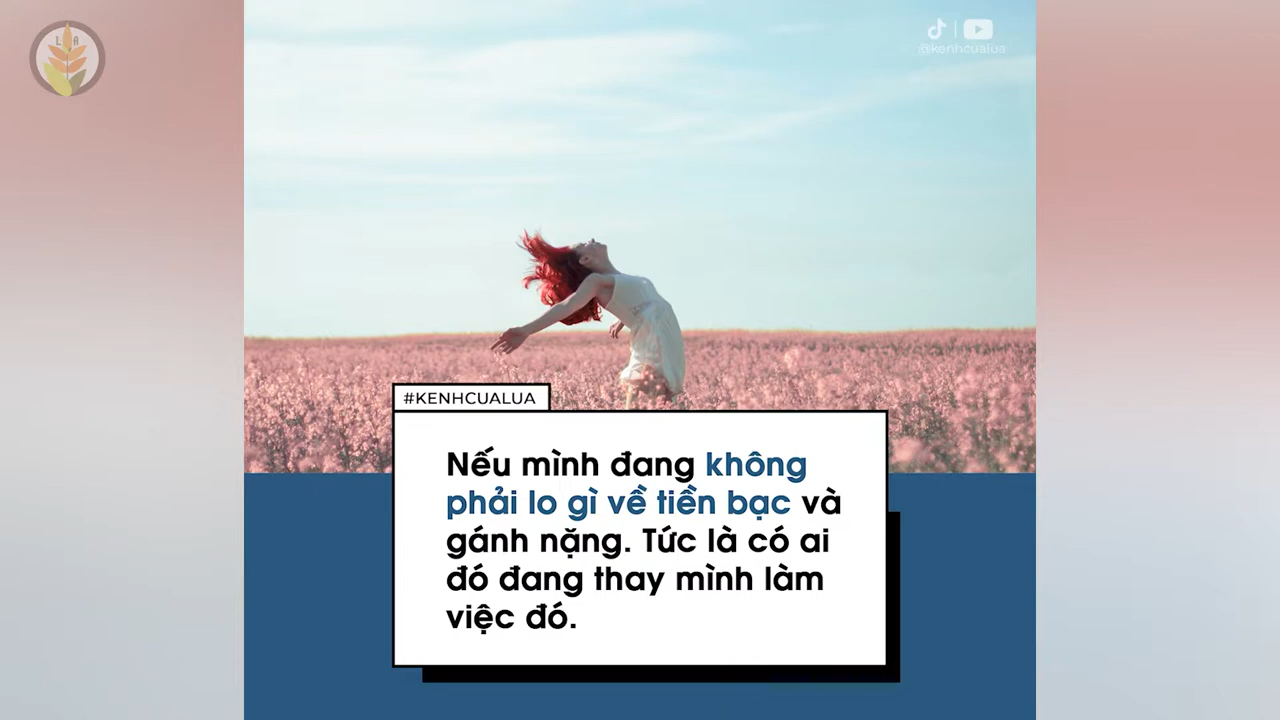 L A
@kenhcualua
#KENHCUALUA
Nếu mình đang không
phải lo gì về tiền bạc và
gánh nặng. Tức là có ai
đó đang thay mình làm
việc đó.